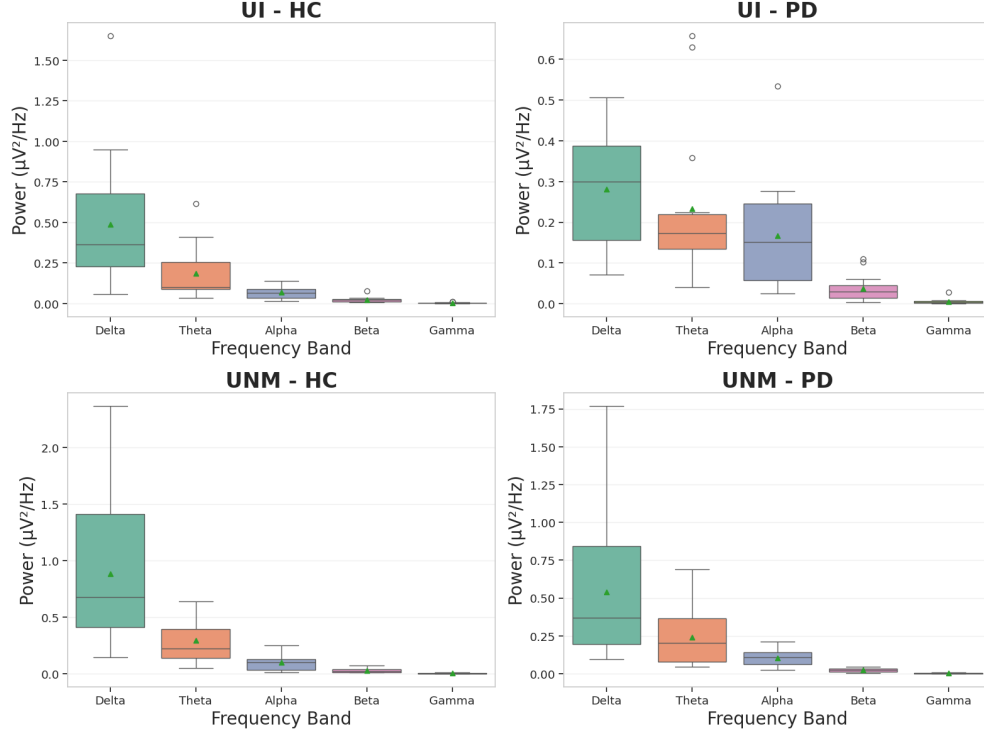 UI - HC
Power (μV²/Hz)
1.50
1.25
1.00
0.75
0.50
0.25
0.00
Delta Theta Alpha Beta Gamma
Frequency Band
UI - PD
Power (μV²/Hz)
0.6
0.5
0.4
0.3
0.2
0.1
0.0
Delta Theta Alpha Beta Gamma
Frequency Band
UNM - HC
Power (μV²/Hz)
2.0
1.5
1.0
0.5
0.0
Delta Theta Alpha Beta Gamma
Frequency Band
UNM - PD
Power (μV²/Hz)
1.75
1.50
1.25
1.00
0.75
0.50
0.25
0.00
Delta Theta Alpha Beta Gamma
Frequency Band